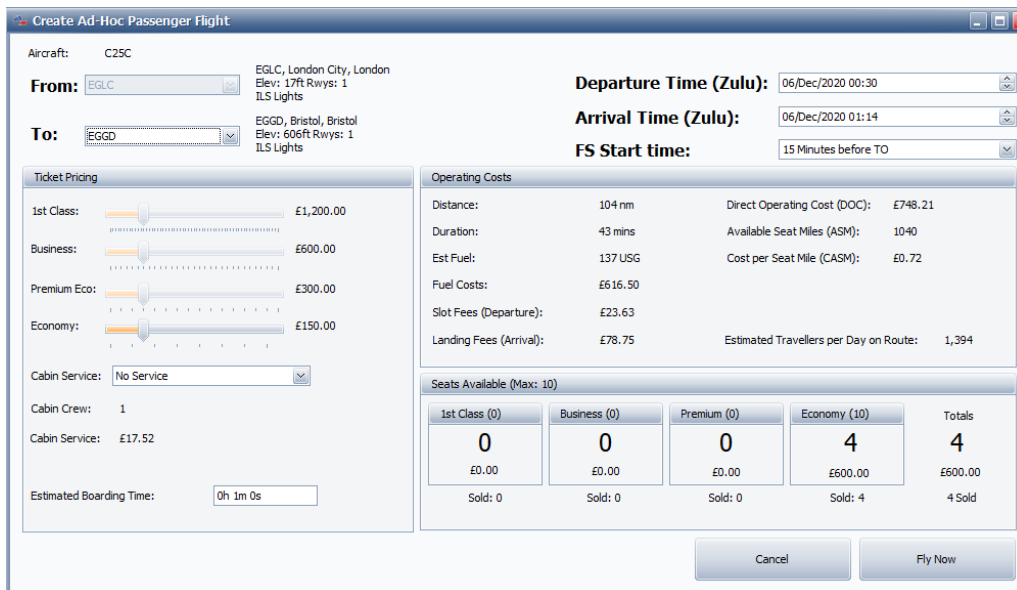 Create Ad-Hoc Passenger Flight
Aircraft: C25C
From: EGLC
EGLC, London City, London
Elev: 17ft Rwys: 1
ILS Lights
To: EGGD
EGGD, Bristol, Bristol
Elev: 606ft Rwys: 1
ILS Lights
Departure Time (Zulu): 06/Dec/2020 00:30
Arrival Time (Zulu): 06/Dec/2020 01:14
FS Start time: 15 Minutes before TO
Ticket Pricing
1st Class: £1,200.00
Business: £600.00
Premium Eco: £300.00
Economy: £150.00
Cabin Service: No Service
Cabin Crew: 1
Cabin Service: £17.52
Estimated Boarding Time: 0h 1m 0s
Operating Costs
Distance: 104 nm Direct Operating Cost (DOC): £748.21
Duration: 43 mins Available Seat Miles (ASM): 1040
Est Fuel: 137 USG Cost per Seat Mile (CASM): £0.72
Fuel Costs: £616.50
Slot Fees (Departure): £23.63
Landing Fees (Arrival): £78.75 Estimated Travellers per Day on Route: 1,394
Seats Available (Max: 10)
1st Class (0) Business (0) Premium (0) Economy (10) Totals
0 0 0 4 4
£0.00 £0.00 £0.00 £600.00 £600.00
Sold: 0 Sold: 0 Sold: 0 Sold: 4 4 Sold
Cancel Fly Now